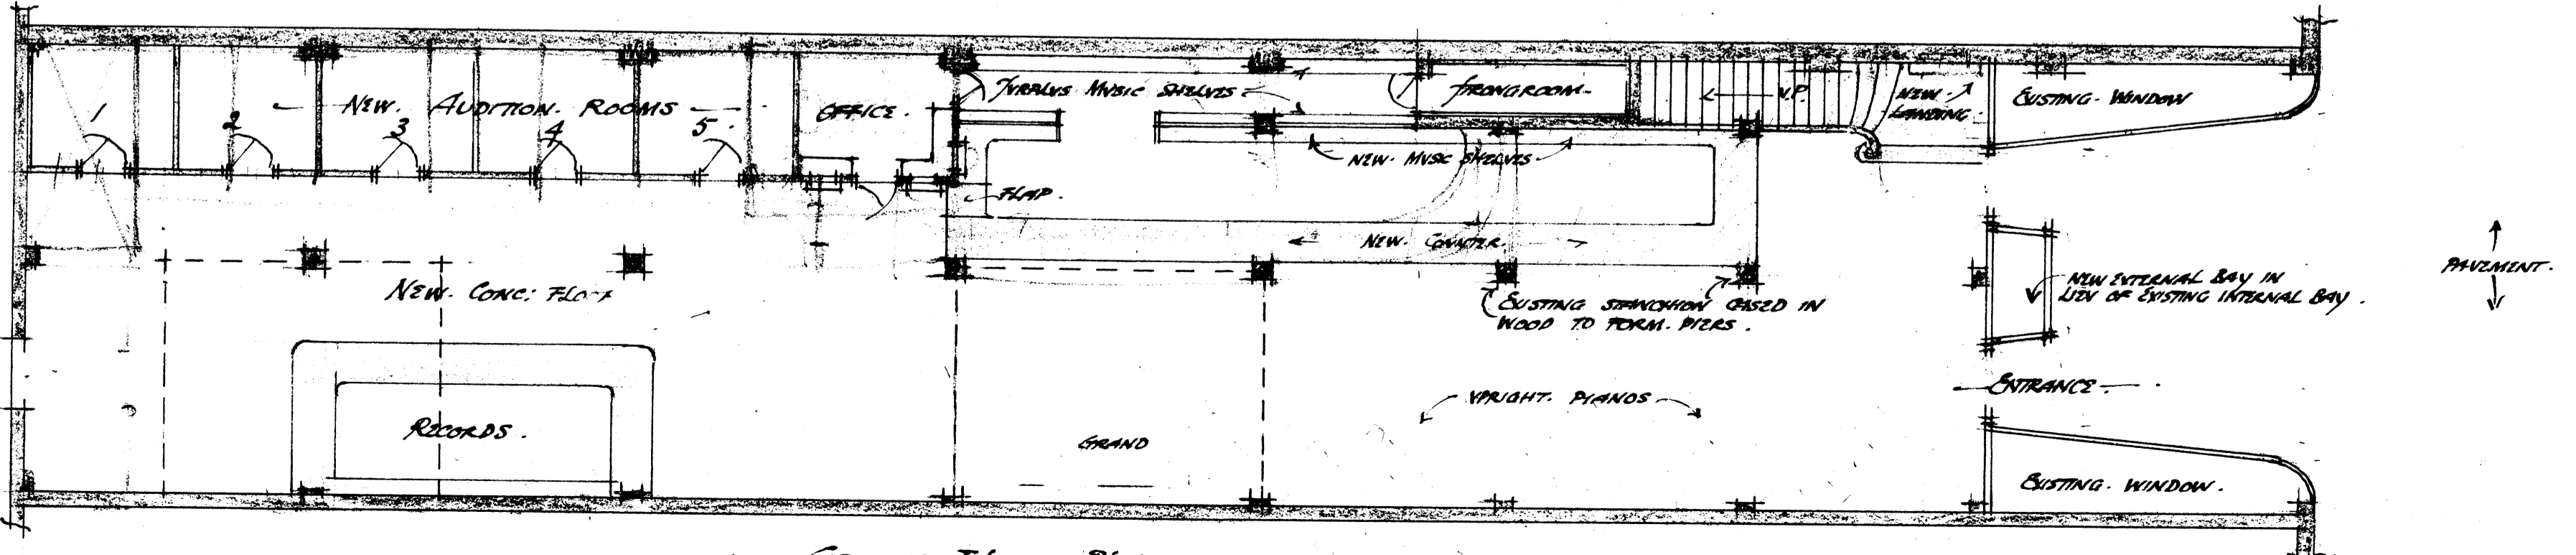 NEW. AUDITION. ROOMS
1
2
3
4
5.
OFFICE.
SURPLUS MUSIC SHELVES
STRONGROOM.
N.P.
NEW.
LANDING.
EXISTING. WINDOW
NEW. MUSIC SHELVES
FLAP.
NEW. COUNTER.
NEW. CONC: FLOOR
EXISTING STANCHION CASED IN
WOOD TO FORM. PIERS.
NEW EXTERNAL BAY IN
LIEU OF EXISTING INTERNAL BAY.
PAVEMENT.
ENTRANCE.
UPRIGHT. PIANOS
RECORDS.
GRAND
EXISTING. WINDOW.